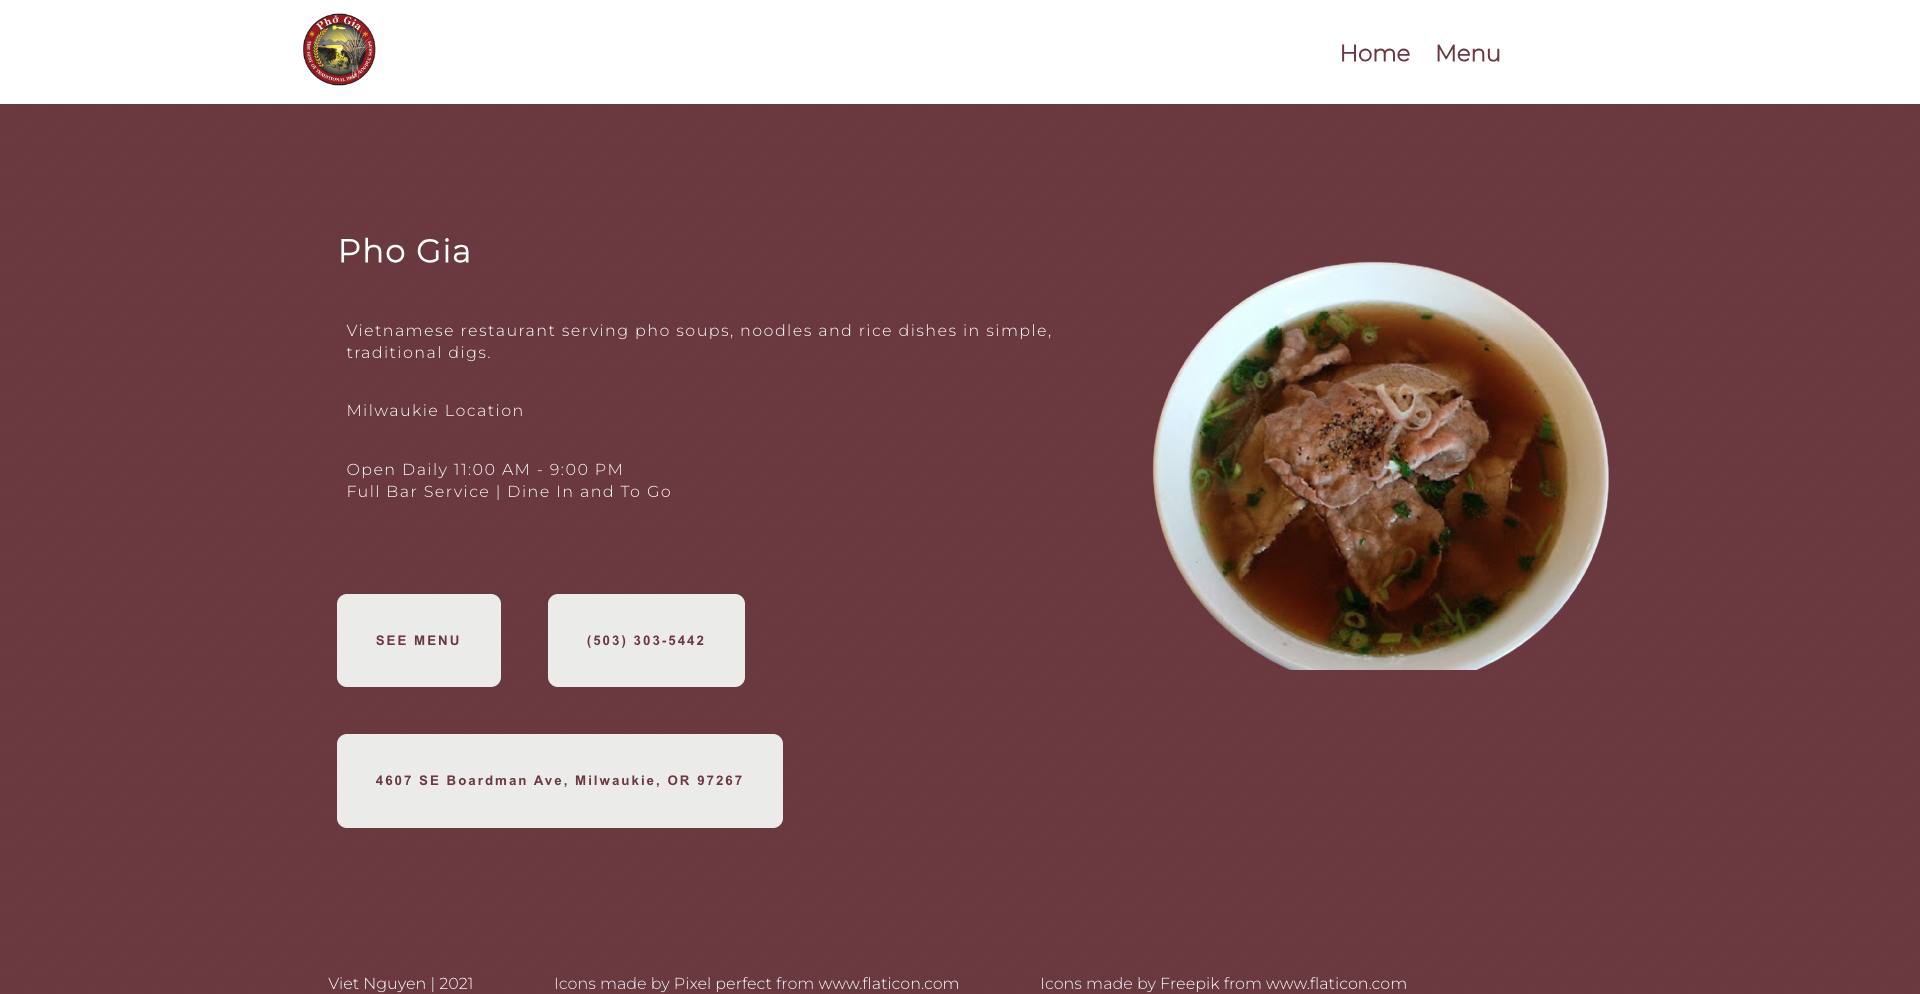 Phở Gia
Home Menu
Pho Gia
Vietnamese restaurant serving pho soups, noodles and rice dishes in simple,
traditional digs.
Milwaukie Location
Open Daily 11:00 AM - 9:00 PM
Full Bar Service | Dine In and To Go
SEE MENU
(503) 303-5442
4607 SE Boardman Ave, Milwaukie, OR 97267
Viet Nguyen | 2021
Icons made by Pixel perfect from www.flaticon.com
Icons made by Freepik from www.flaticon.com